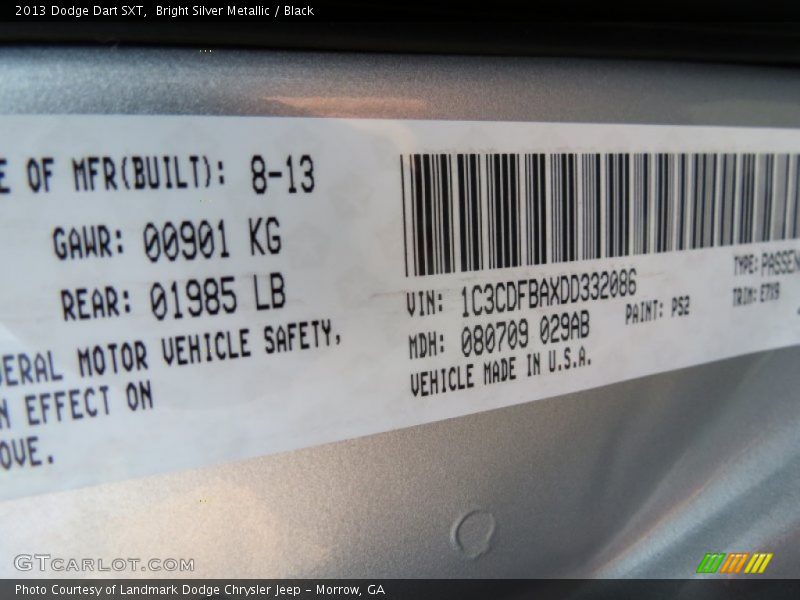 2013 Dodge Dart SXT, Bright Silver Metallic / Black
E OF MFR(BUILT): 8-13
GAWR: 00901 KG
REAR: 01985 LB
DERAL MOTOR VEHICLE SAFETY,
N EFFECT ON
OVE.
VIN: 1C3CDFBAXDD332086
TYPE: PASSEN
MDH: 080709 029AB
PAINT: PS2
TRIM: E7X9
VEHICLE MADE IN U.S.A.
GTCARLOT.COM
Photo Courtesy of Landmark Dodge Chrysler Jeep - Morrow, GA